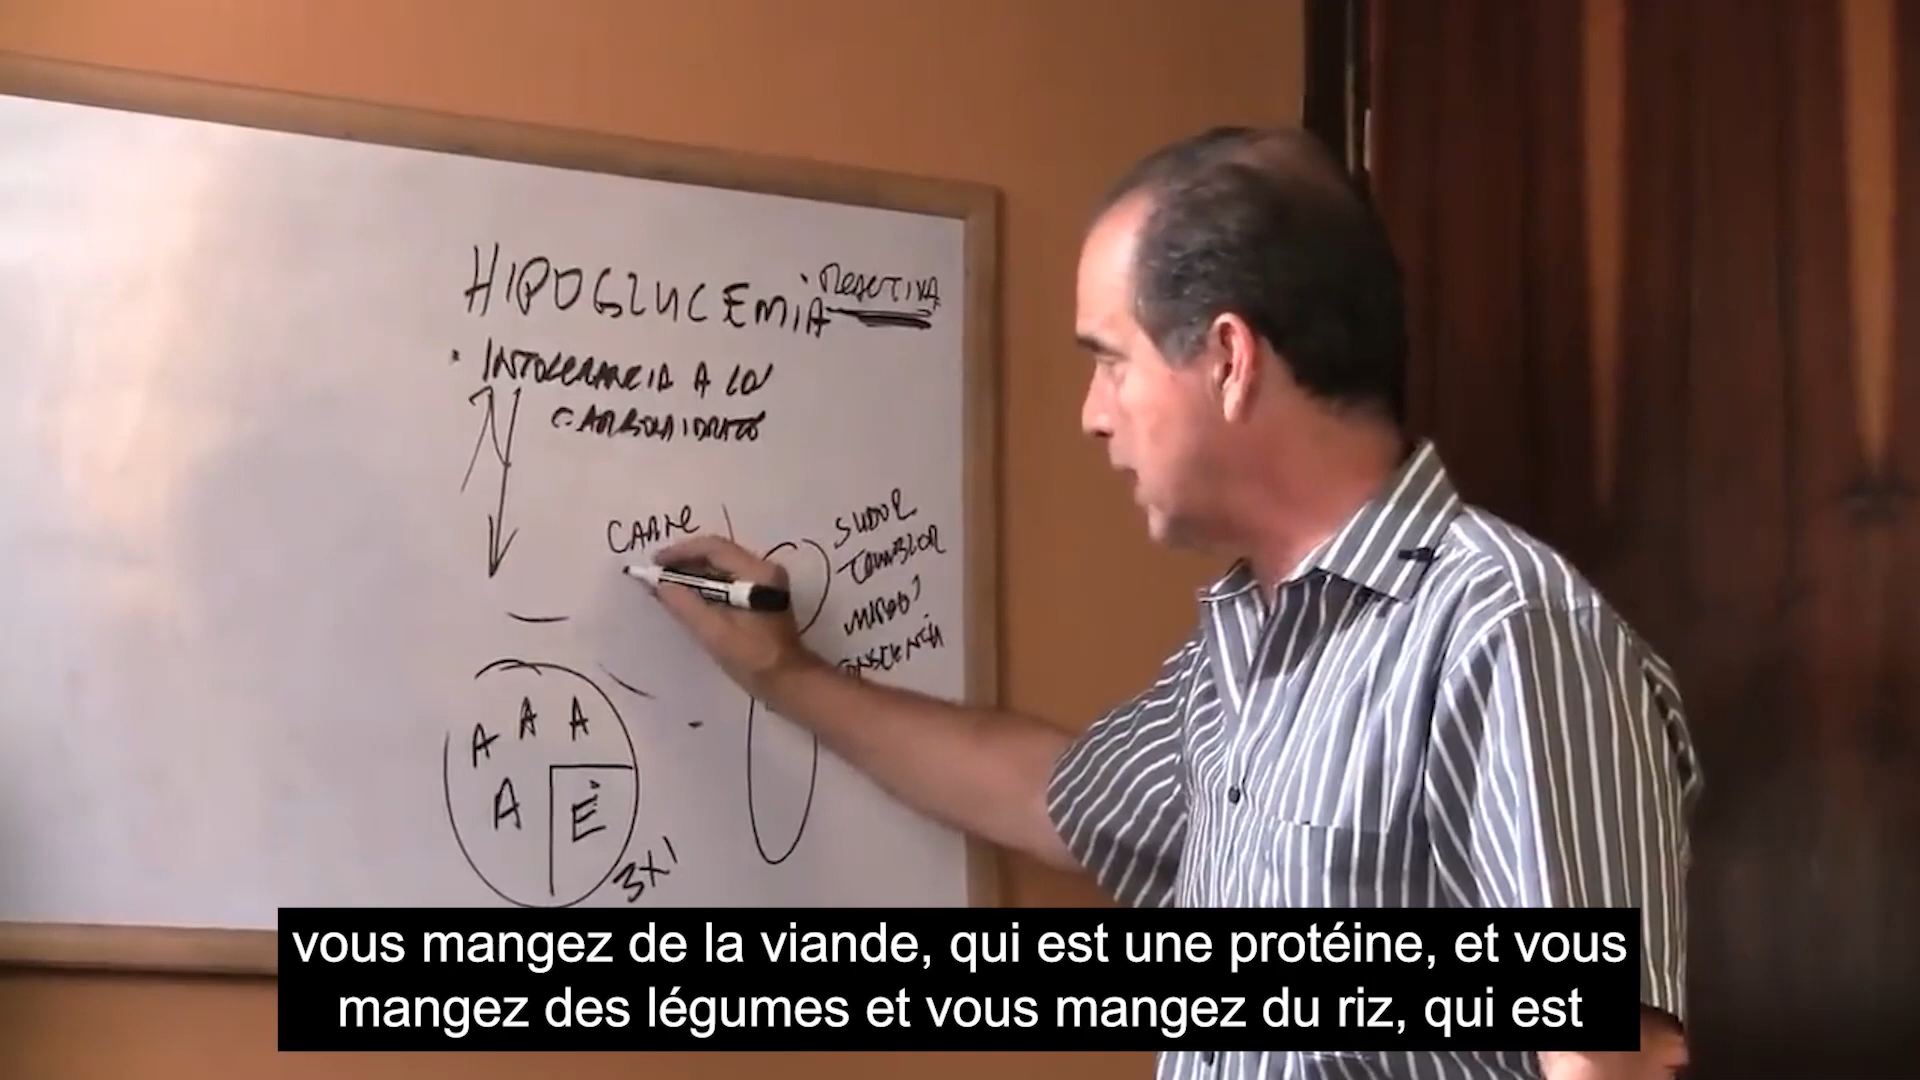 HIPOGLUCEMIA · REACTIVA
· INTOLERANCIA A LOS
CARBOHIDRATOS
CARNE
SUDOR
TEMBLOR
CONSCIENCIA
A A A
A E
3x1
vous mangez de la viande, qui est une protéine, et vous
mangez des légumes et vous mangez du riz, qui est